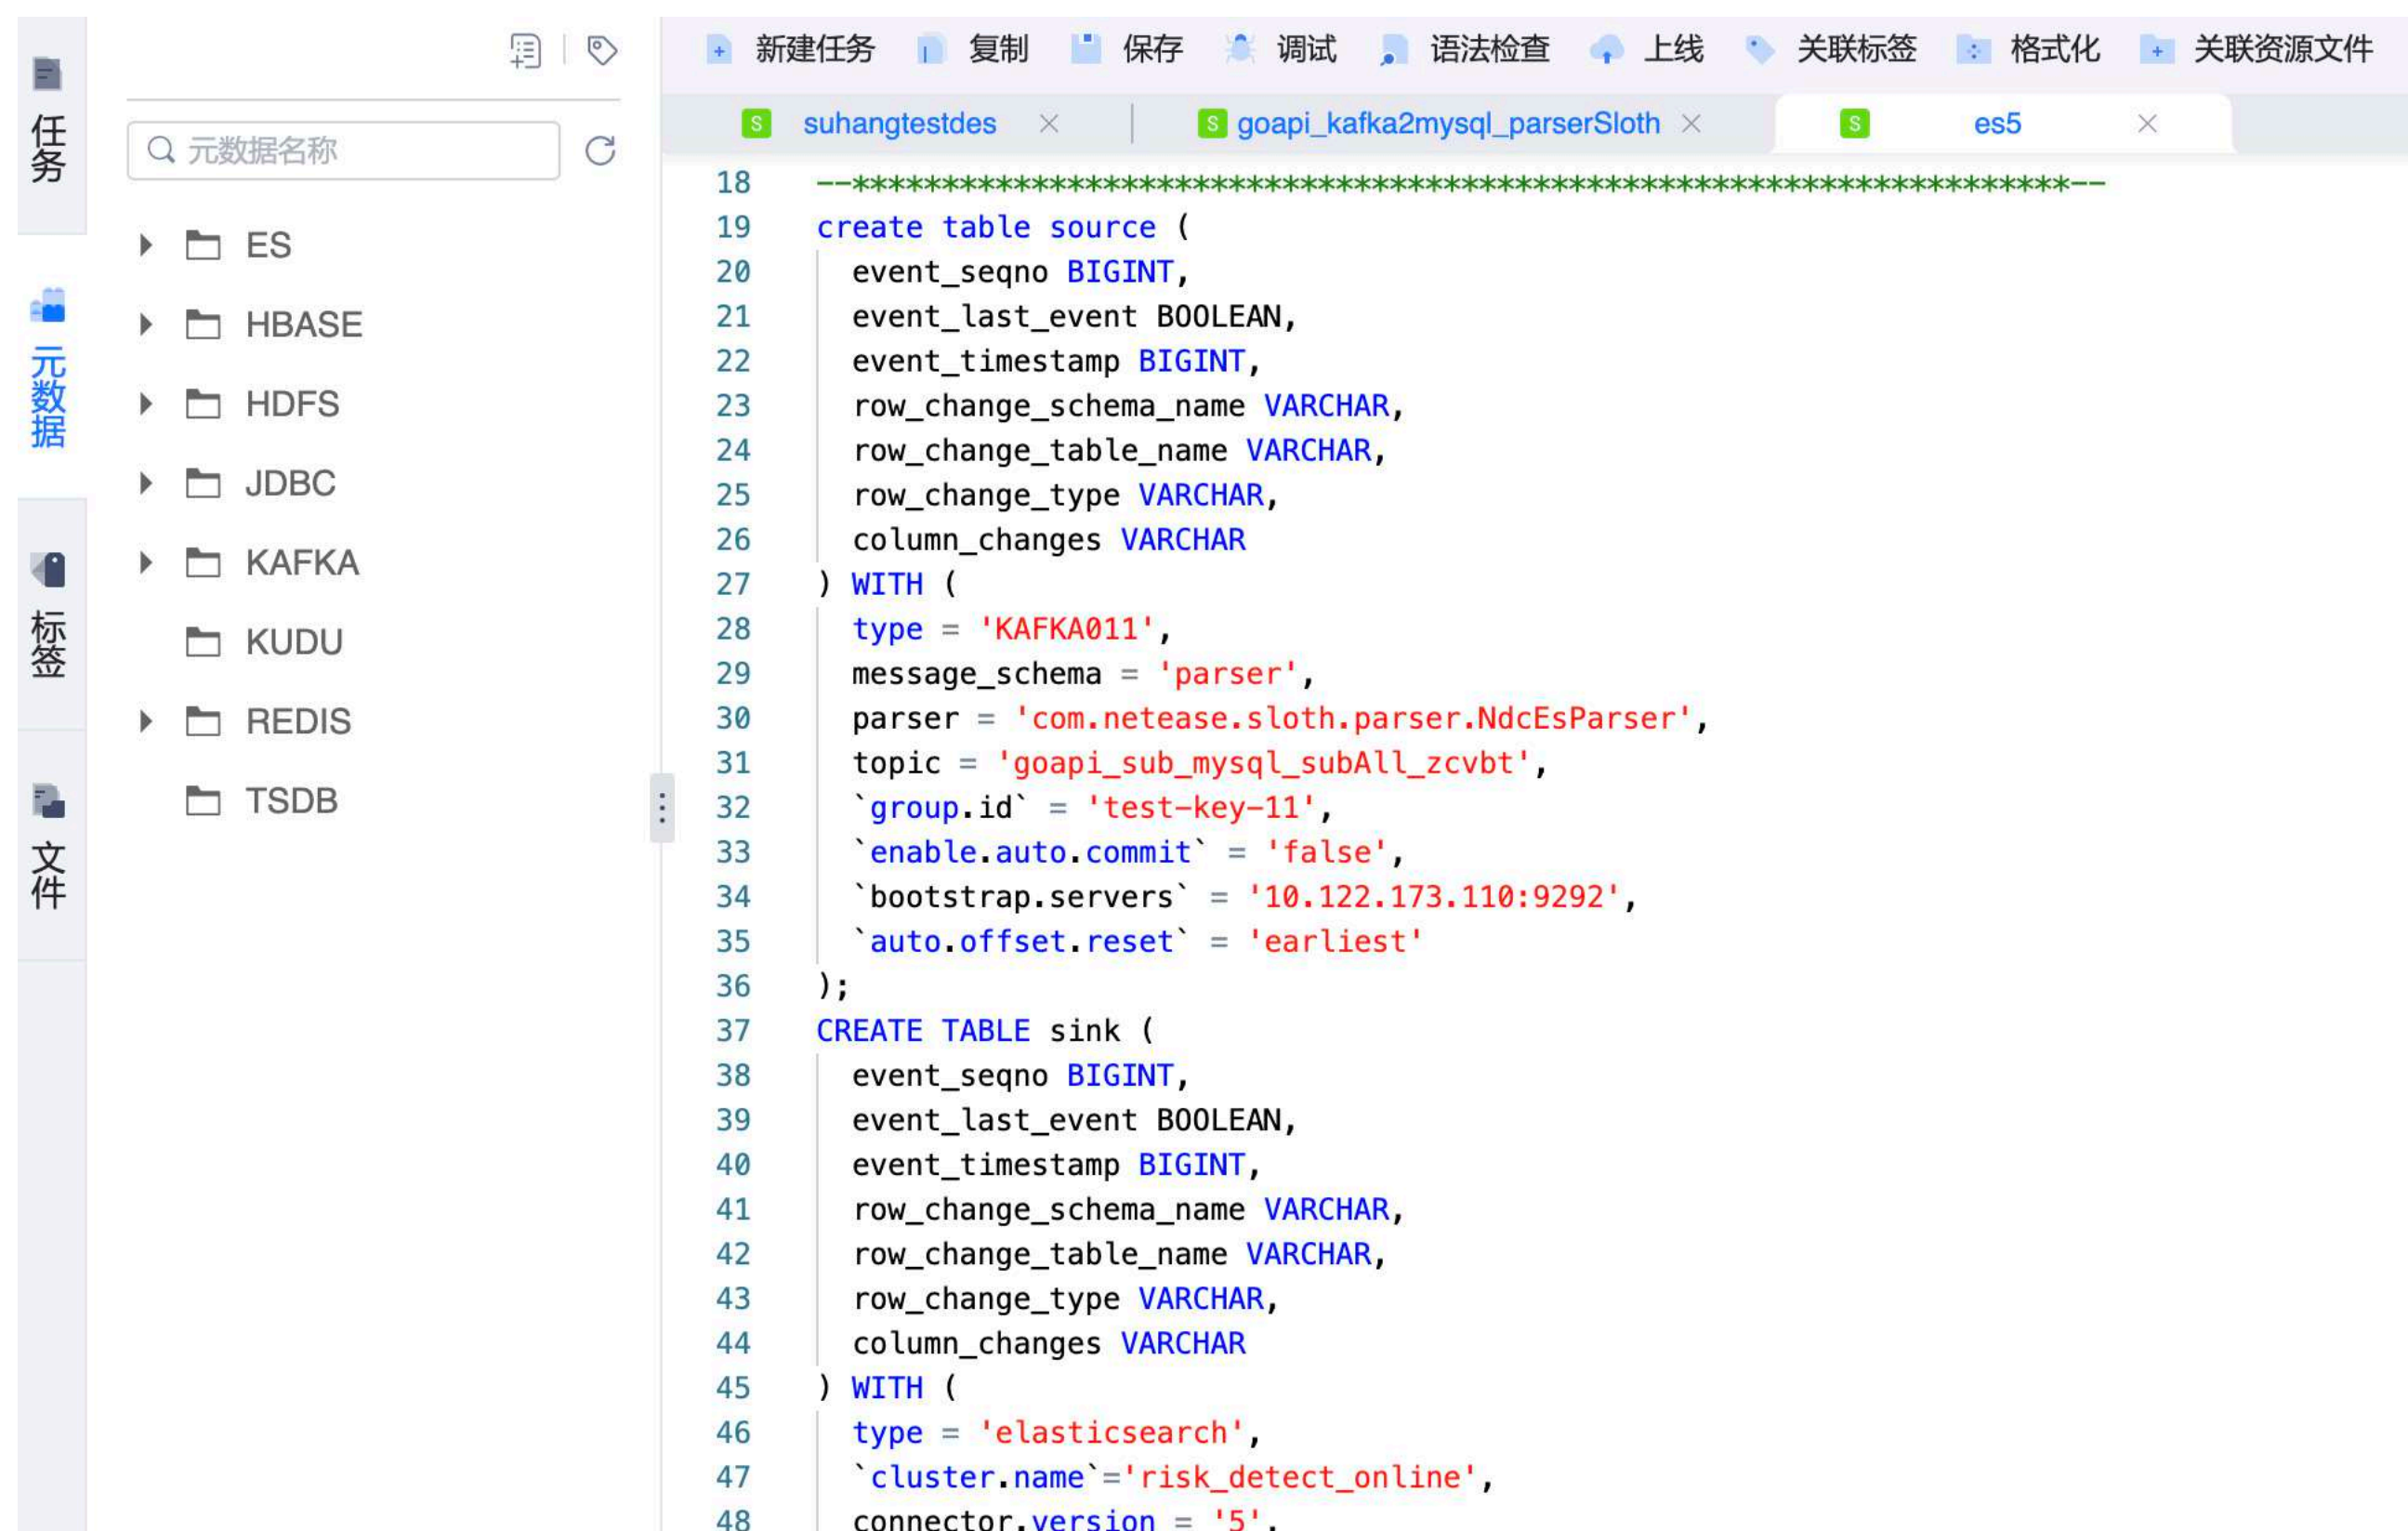 任务
元数据
标签
文件
元数据名称
ES
HBASE
HDFS
JDBC
KAFKA
KUDU
REDIS
TSDB
新建任务 复制 保存 调试 语法检查 上线 关联标签 格式化 关联资源文件
S suhangtestdes S goapi_kafka2mysql_parserSloth S es5
18 --********************************************************************--
19 create table source (
20 event_seqno BIGINT,
21 event_last_event BOOLEAN,
22 event_timestamp BIGINT,
23 row_change_schema_name VARCHAR,
24 row_change_table_name VARCHAR,
25 row_change_type VARCHAR,
26 column_changes VARCHAR
27 ) WITH (
28 type = 'KAFKA011',
29 message_schema = 'parser',
30 parser = 'com.netease.sloth.parser.NdcEsParser',
31 topic = 'goapi_sub_mysql_subAll_zcvbt',
32 `group.id` = 'test-key-11',
33 `enable.auto.commit` = 'false',
34 `bootstrap.servers` = '10.122.173.110:9292',
35 `auto.offset.reset` = 'earliest'
36 );
37 CREATE TABLE sink (
38 event_seqno BIGINT,
39 event_last_event BOOLEAN,
40 event_timestamp BIGINT,
41 row_change_schema_name VARCHAR,
42 row_change_table_name VARCHAR,
43 row_change_type VARCHAR,
44 column_changes VARCHAR
45 ) WITH (
46 type = 'elasticsearch',
47 `cluster.name`='risk_detect_online',
48 connector.version = '5',